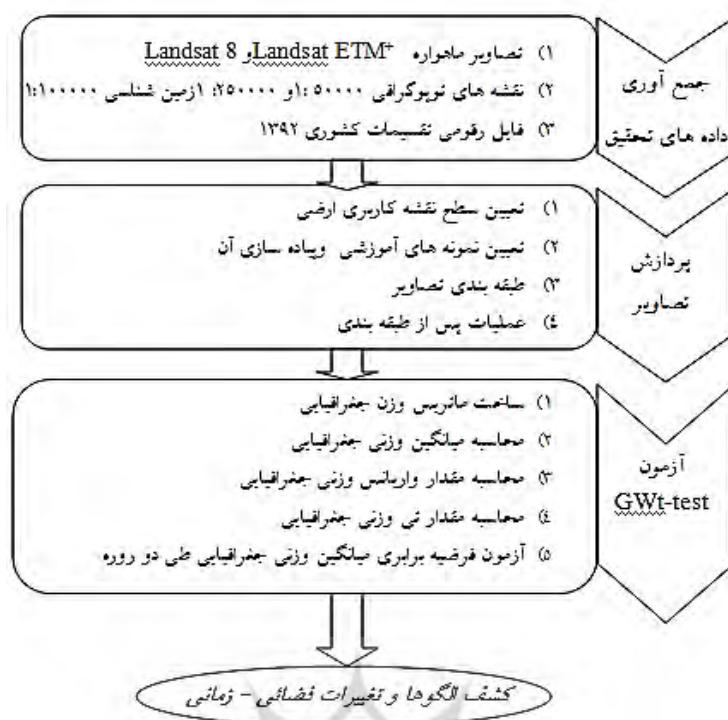 ۱) تصاویر ماهواره Landsat ETM+ و Landsat 8
۲) نقشه های توپوگرافی ۱:۵۰۰۰۰ و ۱:۲۵۰۰۰۰ زمین شناسی ۱:۱۰۰۰۰۰
۳) فایل رقومی تقسیمات کشوری ۱۳۹۲
جمع آوری
داده های تحقیق
۱) تعیین سطح نقشه کاربری ارضی
۲) تعیین نمونه های آموزشی وپیاده سازی آن
۳) طبقه بندی تصاویر
۴) عملیات پس از طبقه بندی
پردازش
تصاویر
۱) ساخت ماتریس وزن جغرافیایی
۲) محاسبه میانگین وزنی جغرافیایی
۳) محاسبه مقدار واریانس وزنی جغرافیایی
۴) محاسبه مقدار تی وزنی جغرافیایی
۵) آزمون فرضیه برابری میانگین وزنی جغرافیایی طی دو روره
آزمون
GWt-test
کشف الگوها و تغییرات فضائی – زمانی